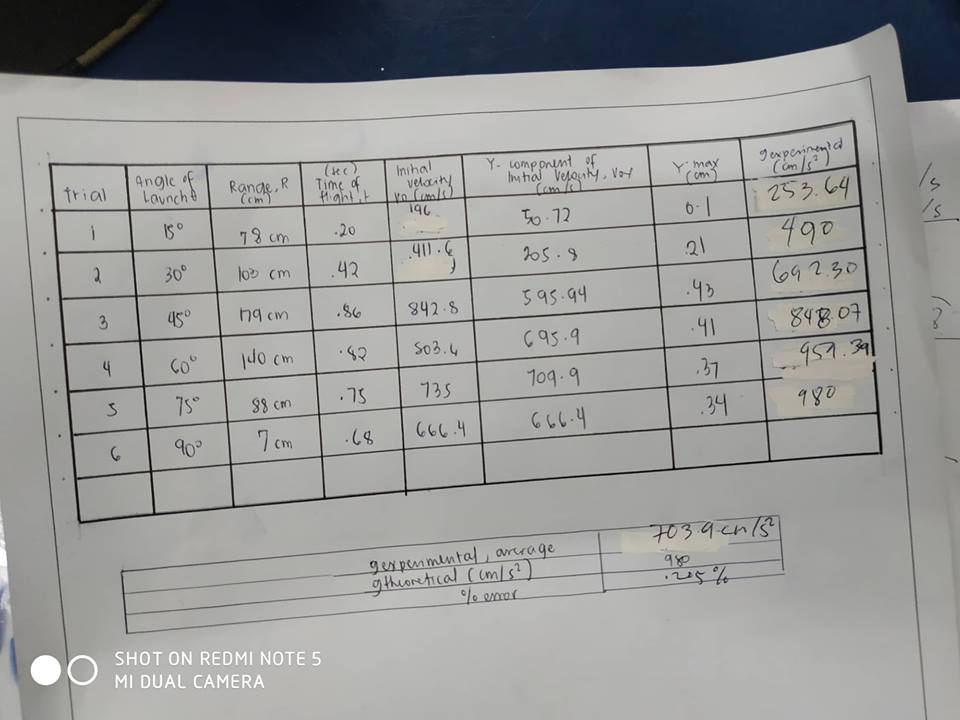 trial Angle of Launch θ Range, R (cm) (sec) Time of flight, t Initial velocity vo (cm/s) Y-component of Initial velocity, Voy (cm/s) Y-max (cm) gexperimental (cm/s²)
1 15° 78 cm .20 196 50.72 0.1 253.64
2 30° .42 .411.6 205.8 .21 490
3 45° 179 cm .86 842.8 595.94 .43 692.30
4 60° 140 cm .82 803.6 695.9 .41 848.07
5 75° 88 cm .75 735 709.9 .37
6 90° 7 cm .68 666.4 666.4 .34 980
gexperimental, average 703.9 cm/s²
gtheoretical (cm/s²) 980
% error %
SHOT ON REDMI NOTE 5
MI DUAL CAMERA